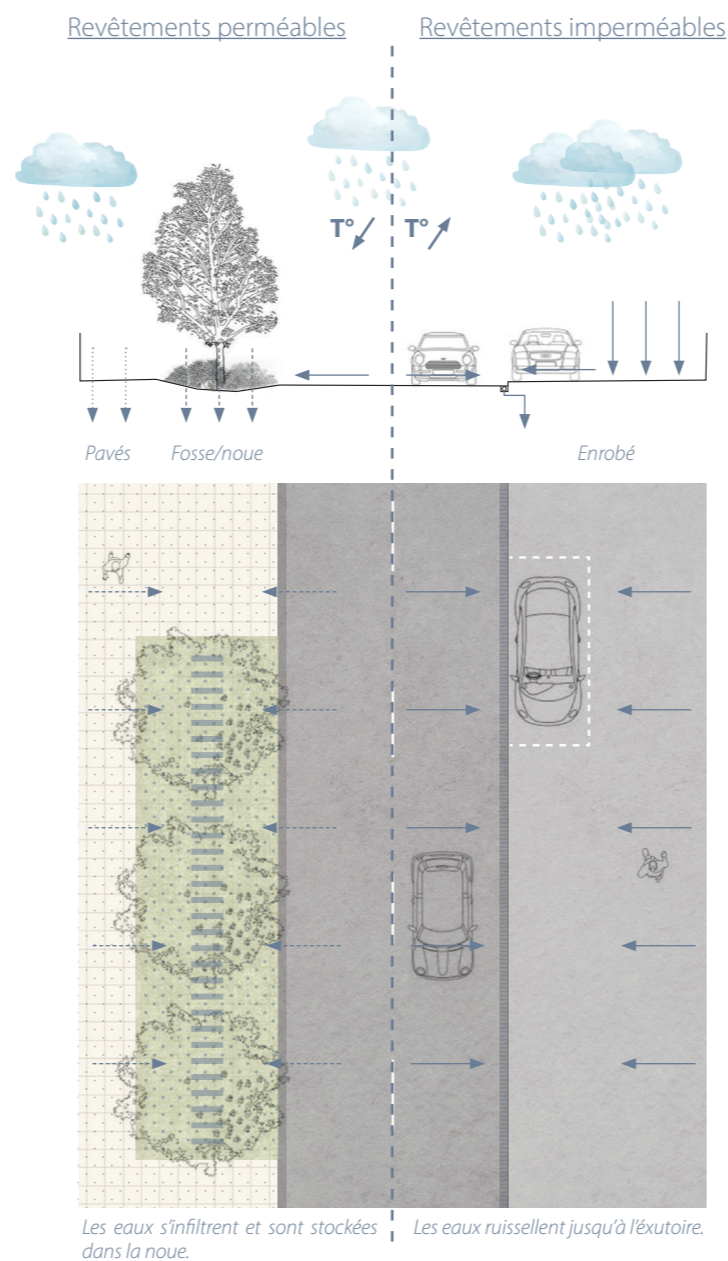 Revêtements perméables
Revêtements imperméables
T°
T°
Pavés
Fosse/noue
Enrobé
Les eaux s'infiltrent et sont stockées
dans la noue.
Les eaux ruissellent jusqu'à l'éxutoire.